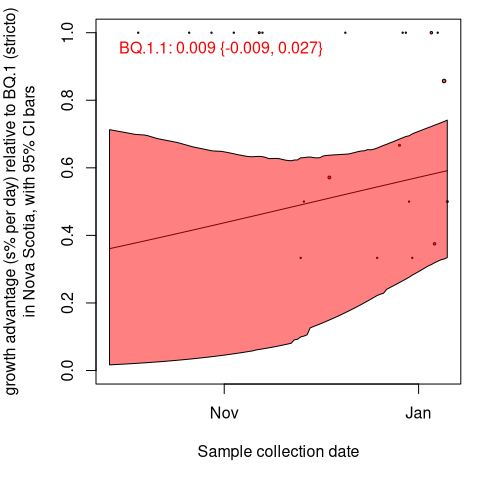 growth advantage (s% per day) relative to BQ.1 (stricto)
in Nova Scotia, with 95% CI bars
1.0
0.8
0.6
0.4
0.2
0.0
BQ.1.1: 0.009 {-0.009, 0.027}
Nov
Jan
Sample collection date